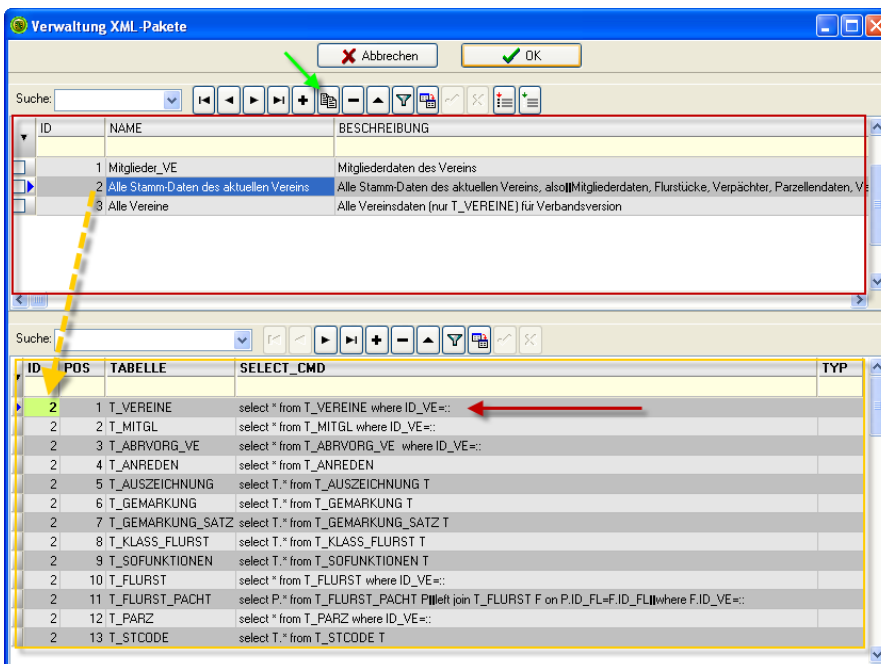 Verwaltung XML-Pakete
Abbrechen OK
Suche:
ID NAME BESCHREIBUNG
1 Mitglieder_VE Mitgliederdaten des Vereins
2 Alle Stamm-Daten des aktuellen Vereins Alle Stamm-Daten des aktuellen Vereins, also||Mitgliederdaten, Flurstücke, Verpächter, Parzellendaten,
3 Alle Vereine Alle Vereinsdaten (nur T_VEREINE) für Verbandsversion
Suche:
ID POS TABELLE SELECT_CMD TYP
2 1 T_VEREINE select * from T_VEREINE where ID_VE=::
2 2 T_MITGL select * from T_MITGL where ID_VE=::
2 3 T_ABRVORG_VE select * from T_ABRVORG_VE where ID_VE=::
2 4 T_ANREDEN select * from T_ANREDEN
2 5 T_AUSZEICHNUNG select T.* from T_AUSZEICHNUNG T
2 6 T_GEMARKUNG select T.* from T_GEMARKUNG T
2 7 T_GEMARKUNG_SATZ select T.* from T_GEMARKUNG_SATZ T
2 8 T_KLASS_FLURST select T.* from T_KLASS_FLURST T
2 9 T_SOFUNKTIONEN select T.* from T_SOFUNKTIONEN T
2 10 T_FLURST select * from T_FLURST where ID_VE=::
2 11 T_FLURST_PACHT select P.* from T_FLURST_PACHT P||left join T_FLURST F on P.ID_FL=F.ID_FL||where F.ID_VE=::
2 12 T_PARZ select * from T_PARZ where ID_VE=::
2 13 T_STCODE select T.* from T_STCODE T